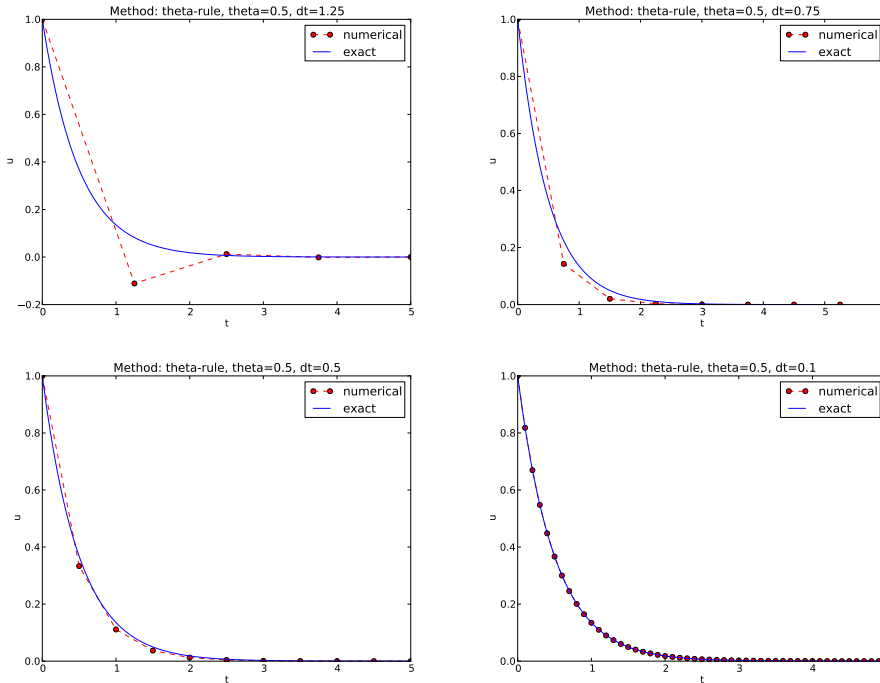 Method: theta-rule, theta=0.5, dt=1.25
1.0
0.8
0.6
0.4
0.2
0.0
−0.2
u
0 1 2 3 4 5
t
numerical
exact
Method: theta-rule, theta=0.5, dt=0.75
1.0
0.8
0.6
0.4
0.2
0.0
u
0 1 2 3 4 5
t
numerical
exact
Method: theta-rule, theta=0.5, dt=0.5
1.0
0.8
0.6
0.4
0.2
0.0
u
0 1 2 3 4 5
t
numerical
exact
Method: theta-rule, theta=0.5, dt=0.1
1.0
0.8
0.6
0.4
0.2
0.0
u
0 1 2 3 4
t
numerical
exact